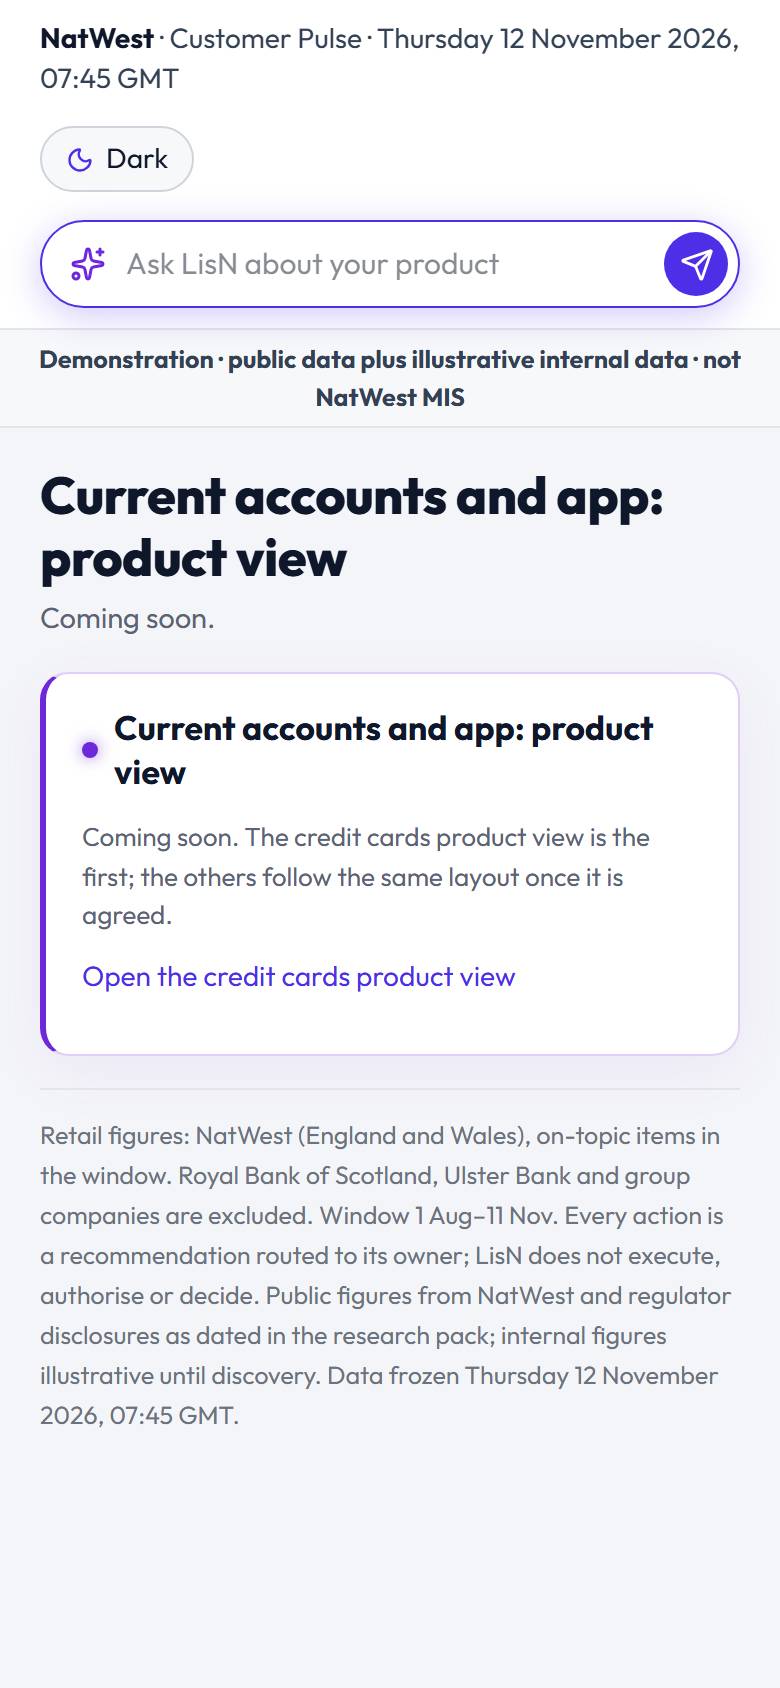 NatWest · Customer Pulse · Thursday 12 November 2026,
07:45 GMT
Dark
Ask LisN about your product
Demonstration · public data plus illustrative internal data · not
NatWest MIS
Current accounts and app:
product view
Coming soon.
Current accounts and app: product
view
Coming soon. The credit cards product view is the
first; the others follow the same layout once it is
agreed.
Open the credit cards product view
Retail figures: NatWest (England and Wales), on-topic items in
the window. Royal Bank of Scotland, Ulster Bank and group
companies are excluded. Window 1 Aug–11 Nov. Every action is
a recommendation routed to its owner; LisN does not execute,
authorise or decide. Public figures from NatWest and regulator
disclosures as dated in the research pack; internal figures
illustrative until discovery. Data frozen Thursday 12 November
2026, 07:45 GMT.